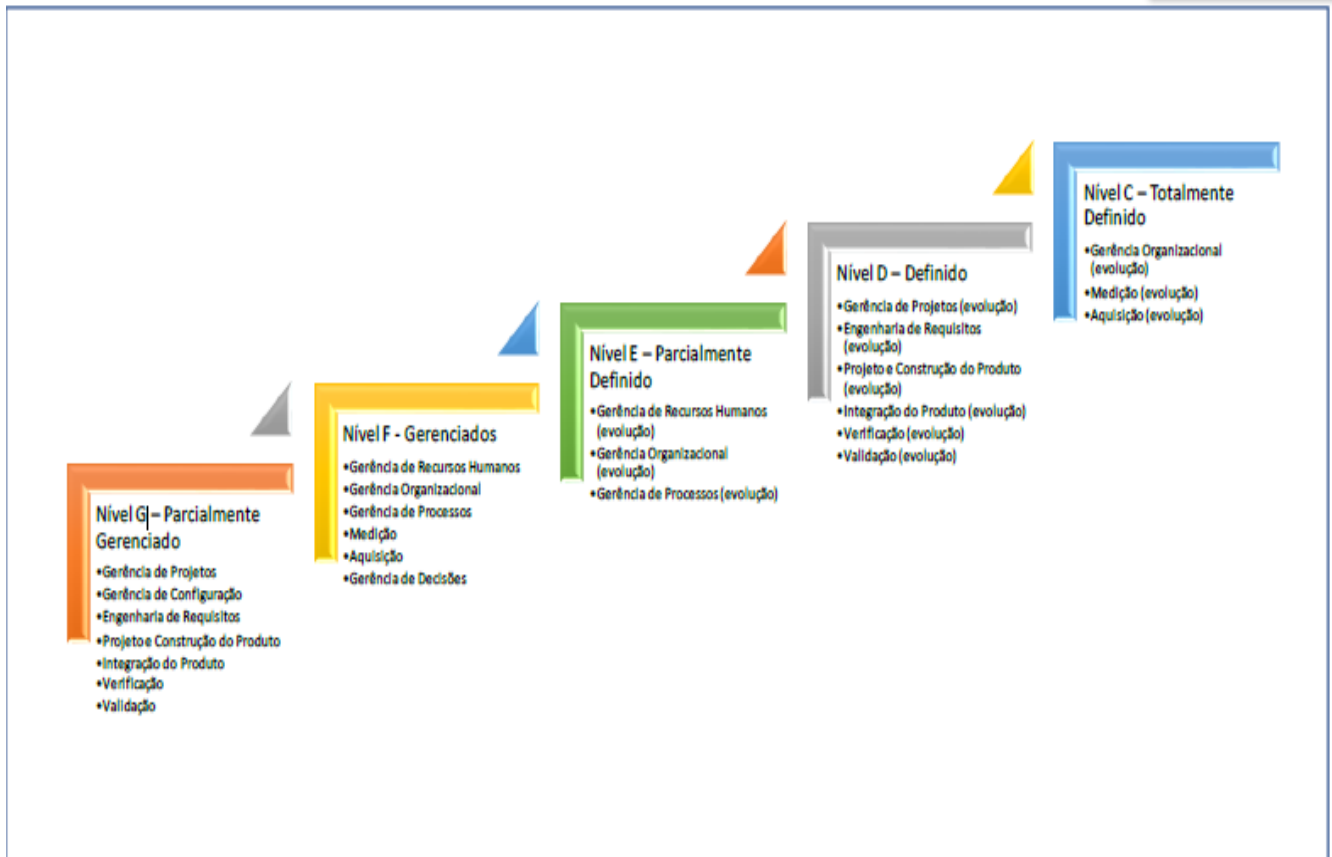 Nível G – Parcialmente
Gerenciado
•Gerência de Projetos
•Gerência de Configuração
•Engenharia de Requisitos
•Projeto e Construção do Produto
•Integração do Produto
•Verificação
•Validação
Nível F - Gerenciados
•Gerência de Recursos Humanos
•Gerência Organizacional
•Gerência de Processos
•Medição
•Aquisição
•Gerência de Decisões
Nível E – Parcialmente
Definido
•Gerência de Recursos Humanos
(evolução)
•Gerência Organizacional
(evolução)
•Gerência de Processos (evolução)
Nível D – Definido
•Gerência de Projetos (evolução)
•Engenharia de Requisitos
(evolução)
•Projeto e Construção do Produto
(evolução)
•Integração do Produto (evolução)
•Verificação (evolução)
•Validação (evolução)
Nível C – Totalmente
Definido
•Gerência Organizacional
(evolução)
•Medição (evolução)
•Aquisição (evolução)